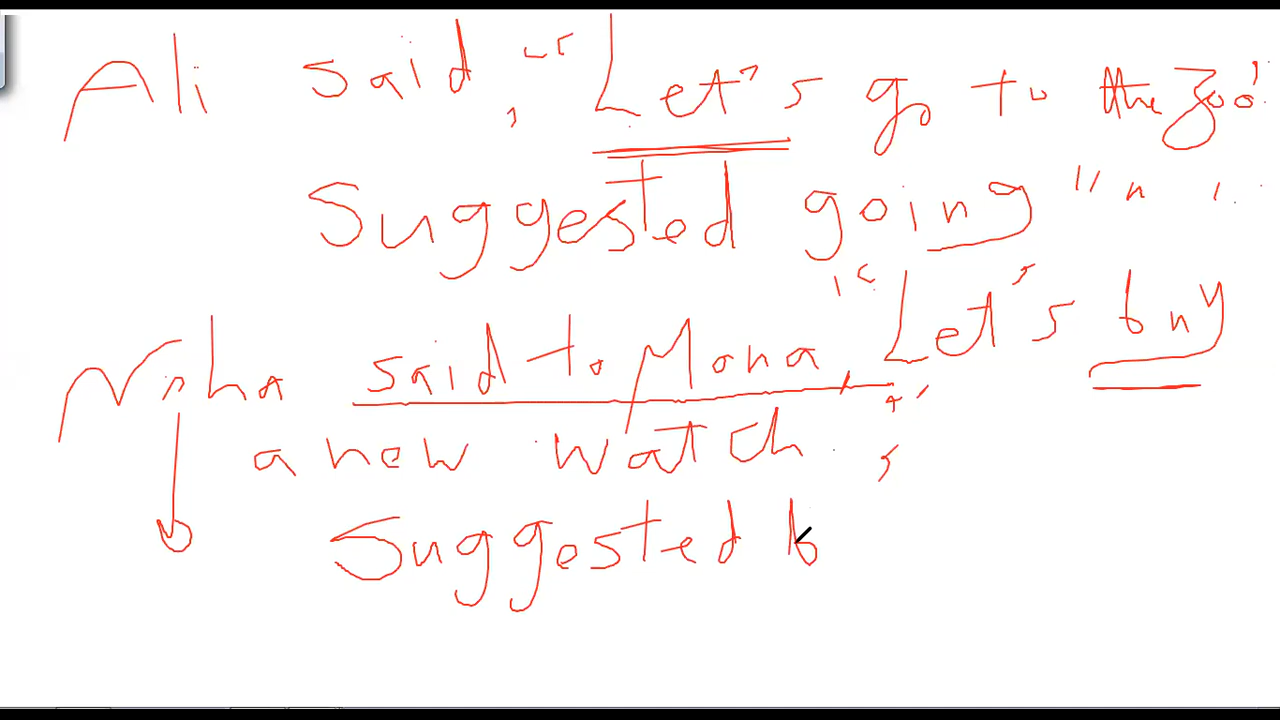 Ali said, "Let's go to the zoo".
Suggested going " " .
Noha said to Mona, "Let's buy
a new watch."
Suggested b